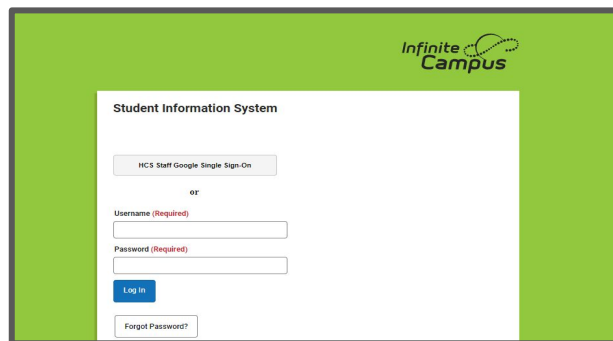 Infinite
Campus
Student Information System
HCS Staff Google Single Sign-On
or
Username (Required)
Password (Required)
Log In
Forgot Password?